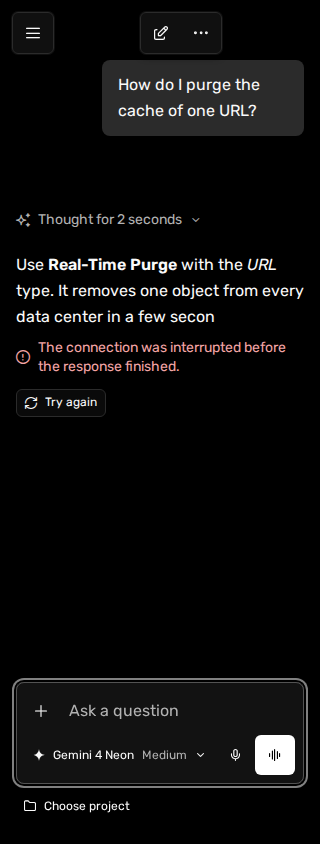 How do I purge the
cache of one URL?
Thought for 2 seconds
Use Real-Time Purge with the URL
type. It removes one object from every
data center in a few secon
The connection was interrupted before
the response finished.
Try again
Ask a question
Gemini 4 Neon Medium
Choose project